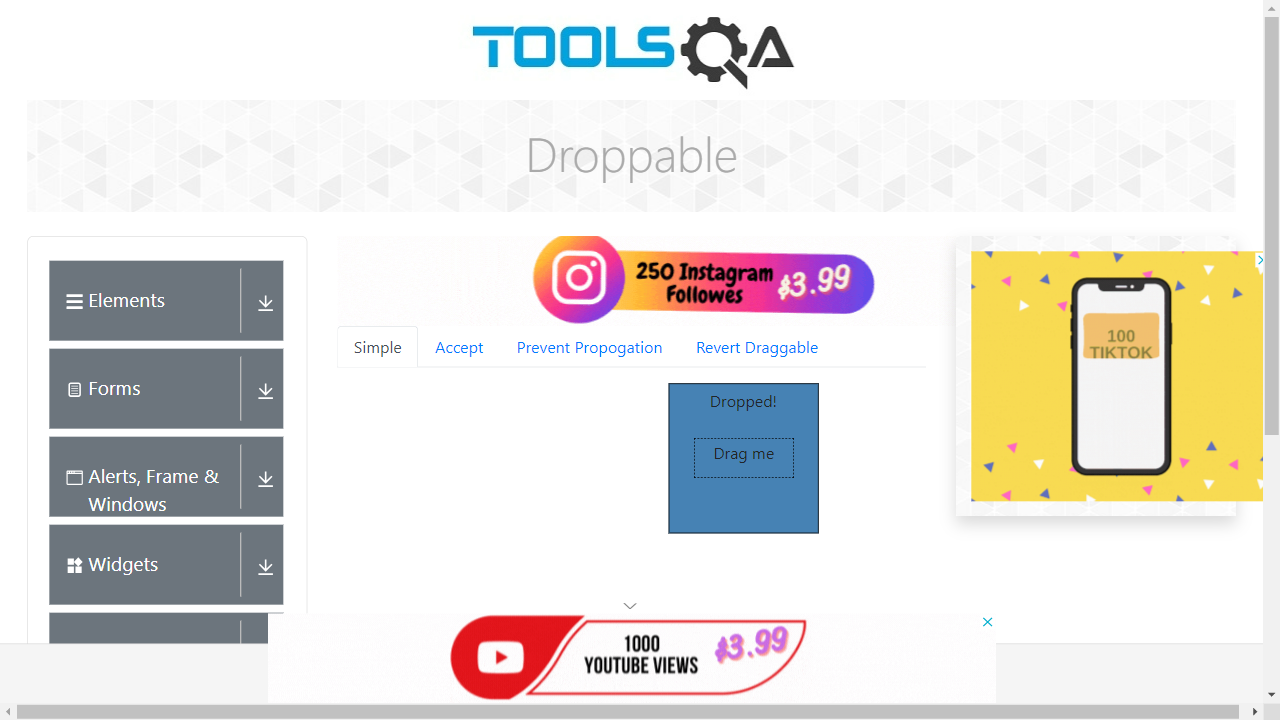 TOOLSQA
Droppable
Elements
Forms
Alerts, Frame &
Windows
Widgets
250 Instagram
Followes
$3.99
Simple
Accept
Prevent Propogation
Revert Draggable
Dropped!
Drag me
100
TIKTOK
1000
YOUTUBE VIEWS
$3.99